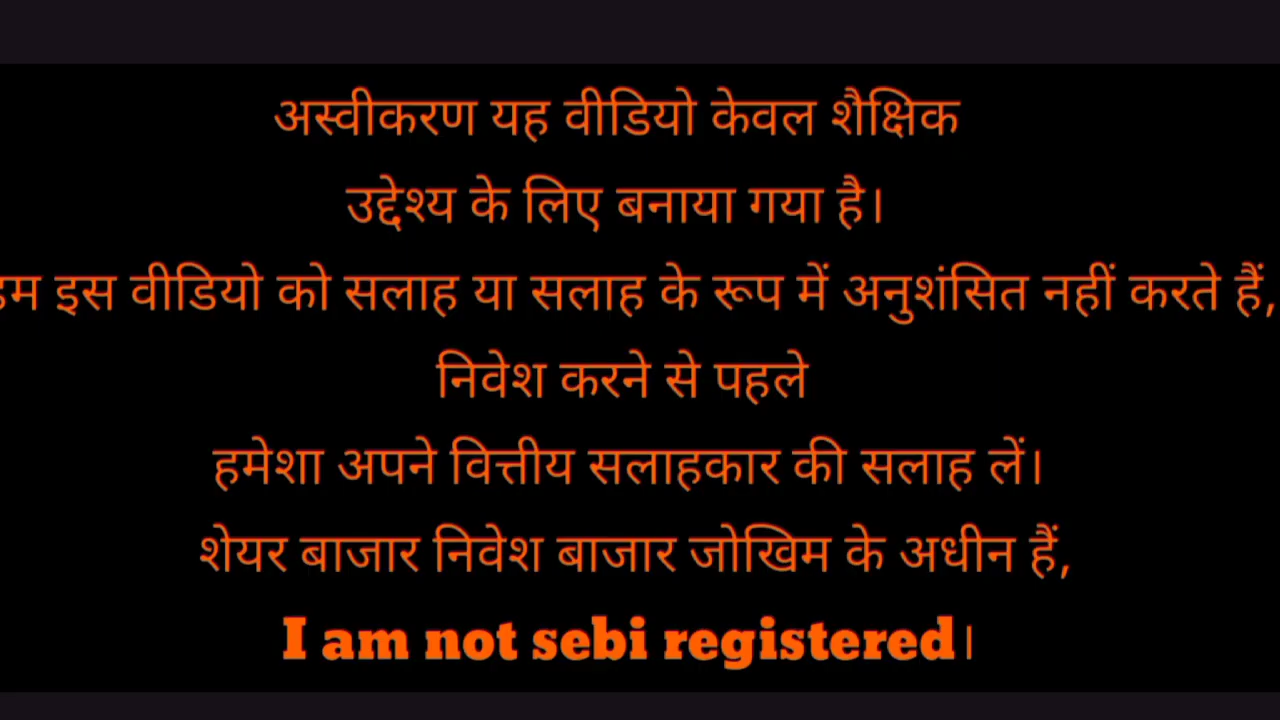 अस्वीकरण यह वीडियो केवल शैक्षिक
उद्देश्य के लिए बनाया गया है।
हम इस वीडियो को सलाह या सलाह के रूप में अनुशंसित नहीं करते हैं,
निवेश करने से पहले
हमेशा अपने वित्तीय सलाहकार की सलाह लें।
शेयर बाजार निवेश बाजार जोखिम के अधीन हैं,
I am not sebi registered।